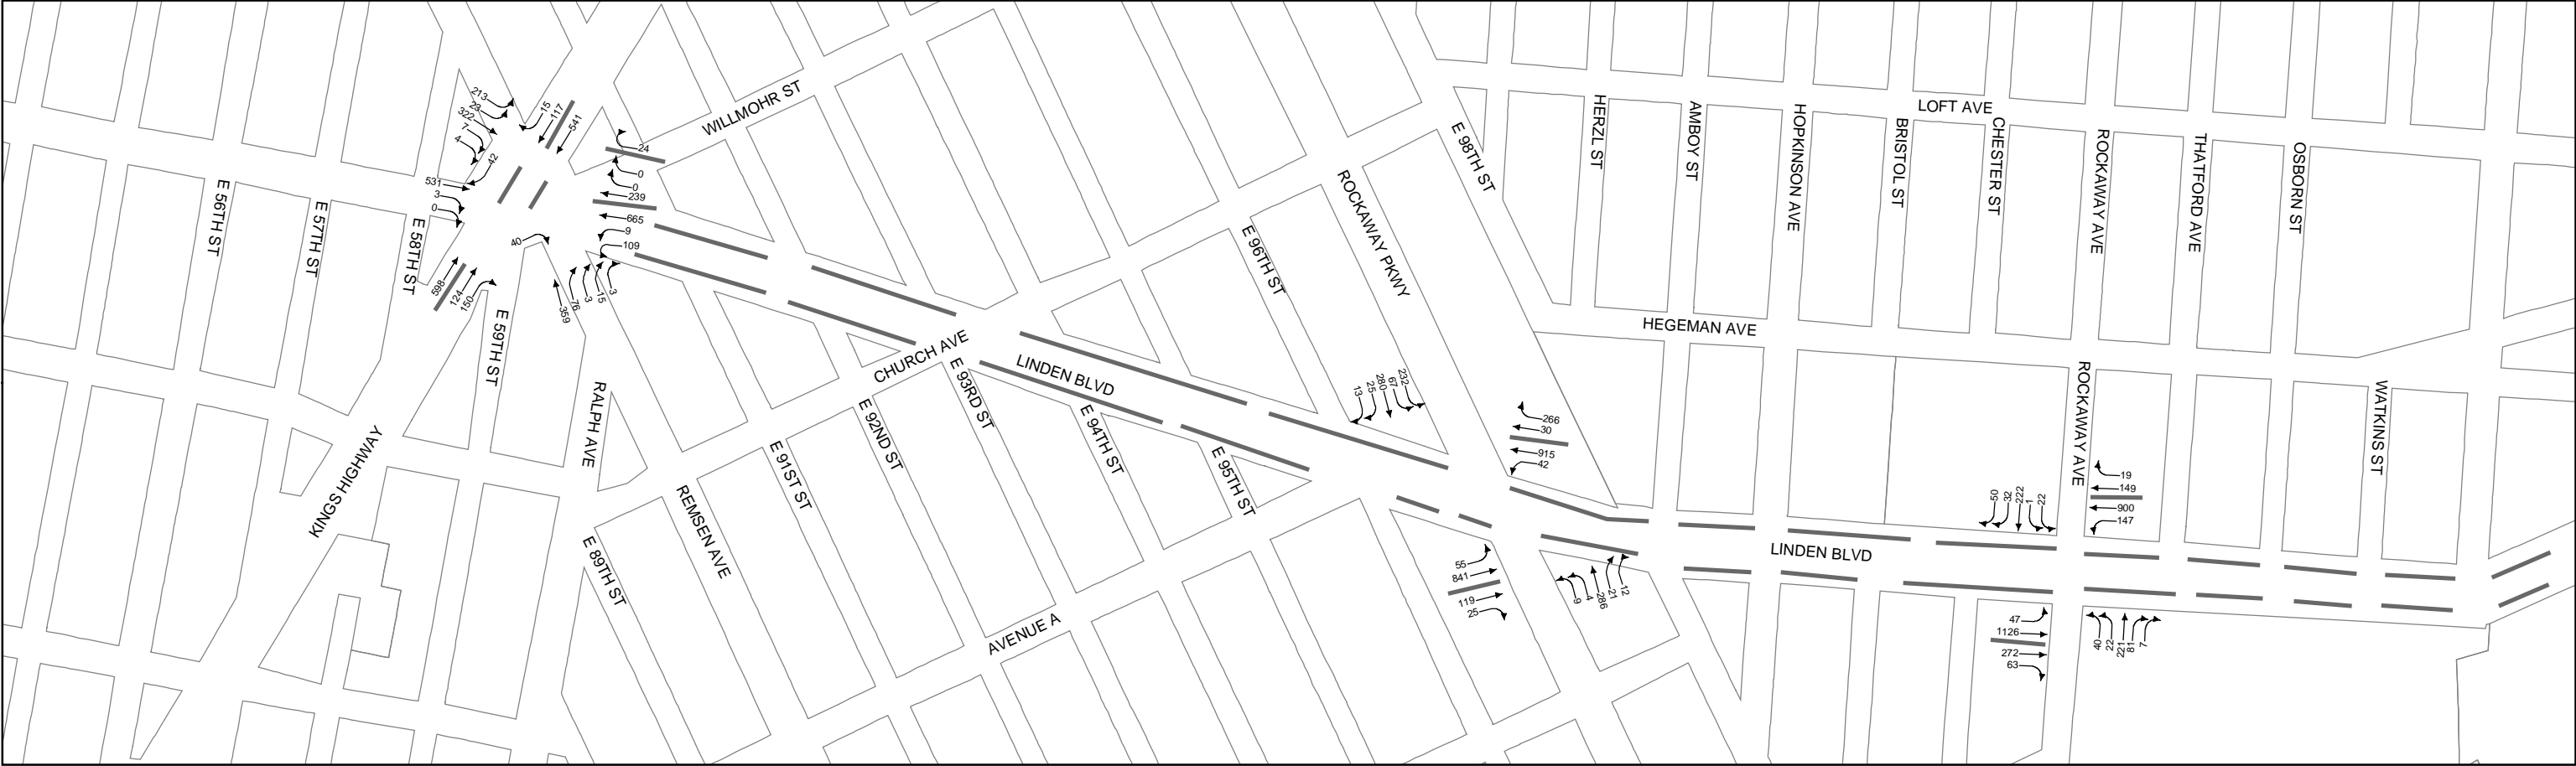 213
23
322
7
4
42
15
117
541
24
0
0
239
665
9
109
531
3
0
40
598
124
150
359
76
3
15
3
WILLMOHR ST
E 56TH ST
E 57TH ST
E 58TH ST
E 59TH ST
RALPH AVE
KINGS HIGHWAY
REMSEN AVE
E 89TH ST
E 91ST ST
E 92ND ST
CHURCH AVE
E 93RD ST
LINDEN BLVD
E 94TH ST
E 95TH ST
AVENUE A
E 96TH ST
ROCKAWAY PKWY
E 98TH ST
HERZL ST
AMBOY ST
HOPKINSON AVE
BRISTOL ST
LOFT AVE
CHESTER ST
ROCKAWAY AVE
THATFORD AVE
OSBORN ST
HEGEMAN AVE
ROCKAWAY AVE
WATKINS ST
13
25
280
67
232
266
30
915
42
55
841
119
25
9
4
286
21
12
LINDEN BLVD
50
32
222
1
22
19
149
900
147
47
1126
272
63
40
22
221
81
7